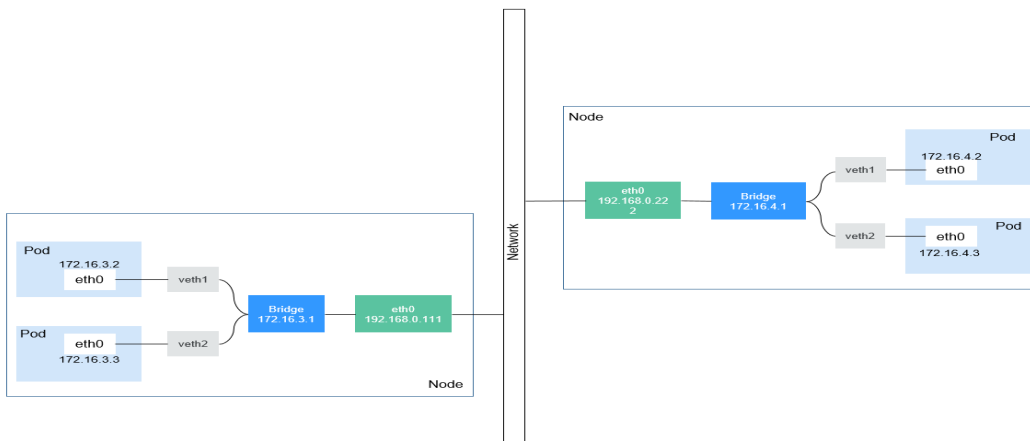 Node
Pod
172.16.4.2
eth0
veth1
eth0
192.168.0.22
2
Bridge
172.16.4.1
veth2
Pod
eth0
172.16.4.3
Network
Pod
172.16.3.2
eth0
veth1
Bridge
172.16.3.1
eth0
192.168.0.111
Pod
eth0
172.16.3.3
veth2
Node